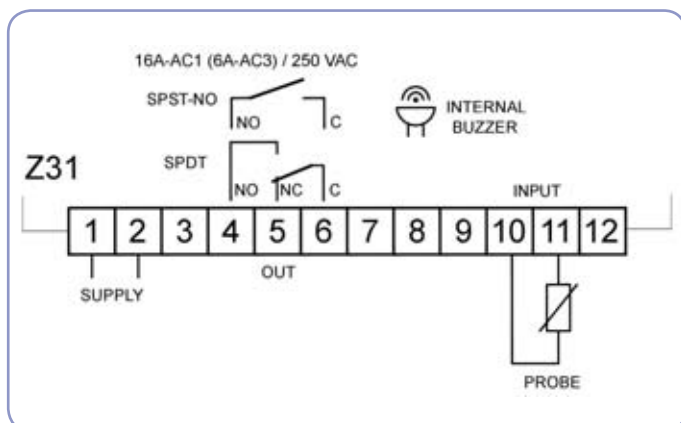 16A-AC1 (6A-AC3) / 250 VAC
SPST-NO
NO C
INTERNAL
BUZZER
SPDT
Z31
NO NC C
INPUT
1 2 3 4 5 6 7 8 9 10 11 12
SUPPLY
OUT
PROBE